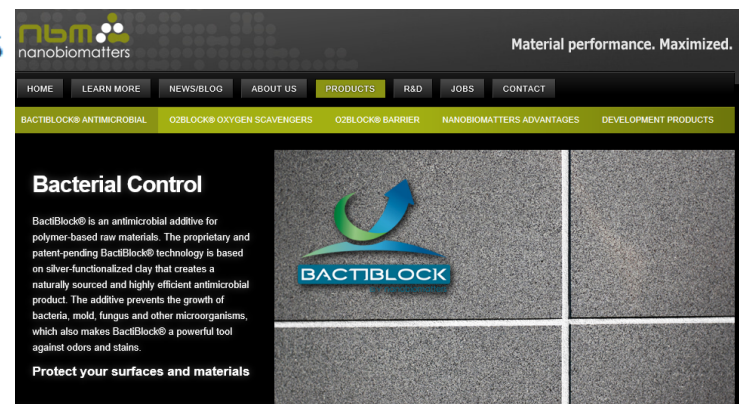 nbm
nanobiomatters
Material performance. Maximized.
HOME LEARN MORE NEWS/BLOG ABOUT US PRODUCTS R&D JOBS CONTACT
BACTIBLOCK® ANTIMICROBIAL O2BLOCK® OXYGEN SCAVENGERS O2BLOCK® BARRIER NANOBIOMATTERS ADVANTAGES DEVELOPMENT PRODUCTS
Bacterial Control
BactiBlock® is an antimicrobial additive for
polymer-based raw materials. The proprietary and
patent-pending BactiBlock® technology is based
on silver-functionalized clay that creates a
naturally sourced and highly efficient antimicrobial
product. The additive prevents the growth of
bacteria, mold, fungus and other microorganisms,
which also makes BactiBlock® a powerful tool
against odors and stains.
Protect your surfaces and materials
BACTIBLOCK